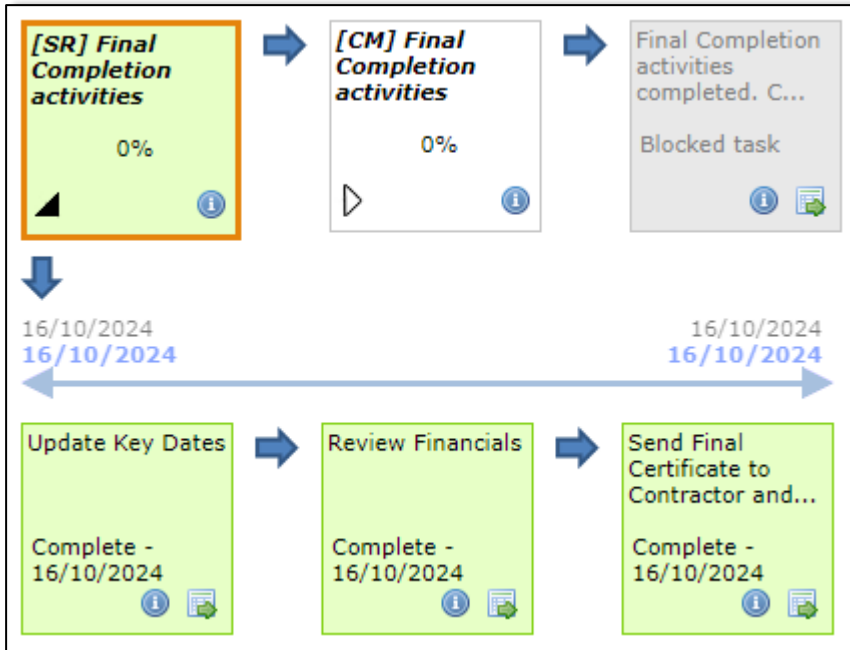 [SR] Final
Completion
activities
0%
[CM] Final
Completion
activities
0%
Final Completion
activities
completed. C...
Blocked task
16/10/2024
16/10/2024
16/10/2024
16/10/2024
Update Key Dates
Complete -
16/10/2024
Review Financials
Complete -
16/10/2024
Send Final
Certificate to
Contractor and...
Complete -
16/10/2024